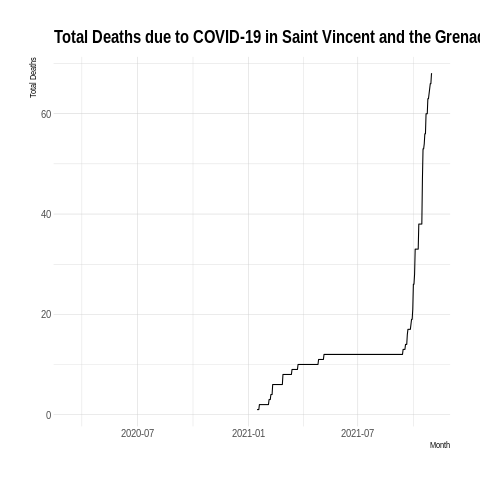 Total Deaths due to COVID-19 in Saint Vincent and the Grena
Total Deaths
60
40
20
0
2020-07
2021-01
2021-07
Month